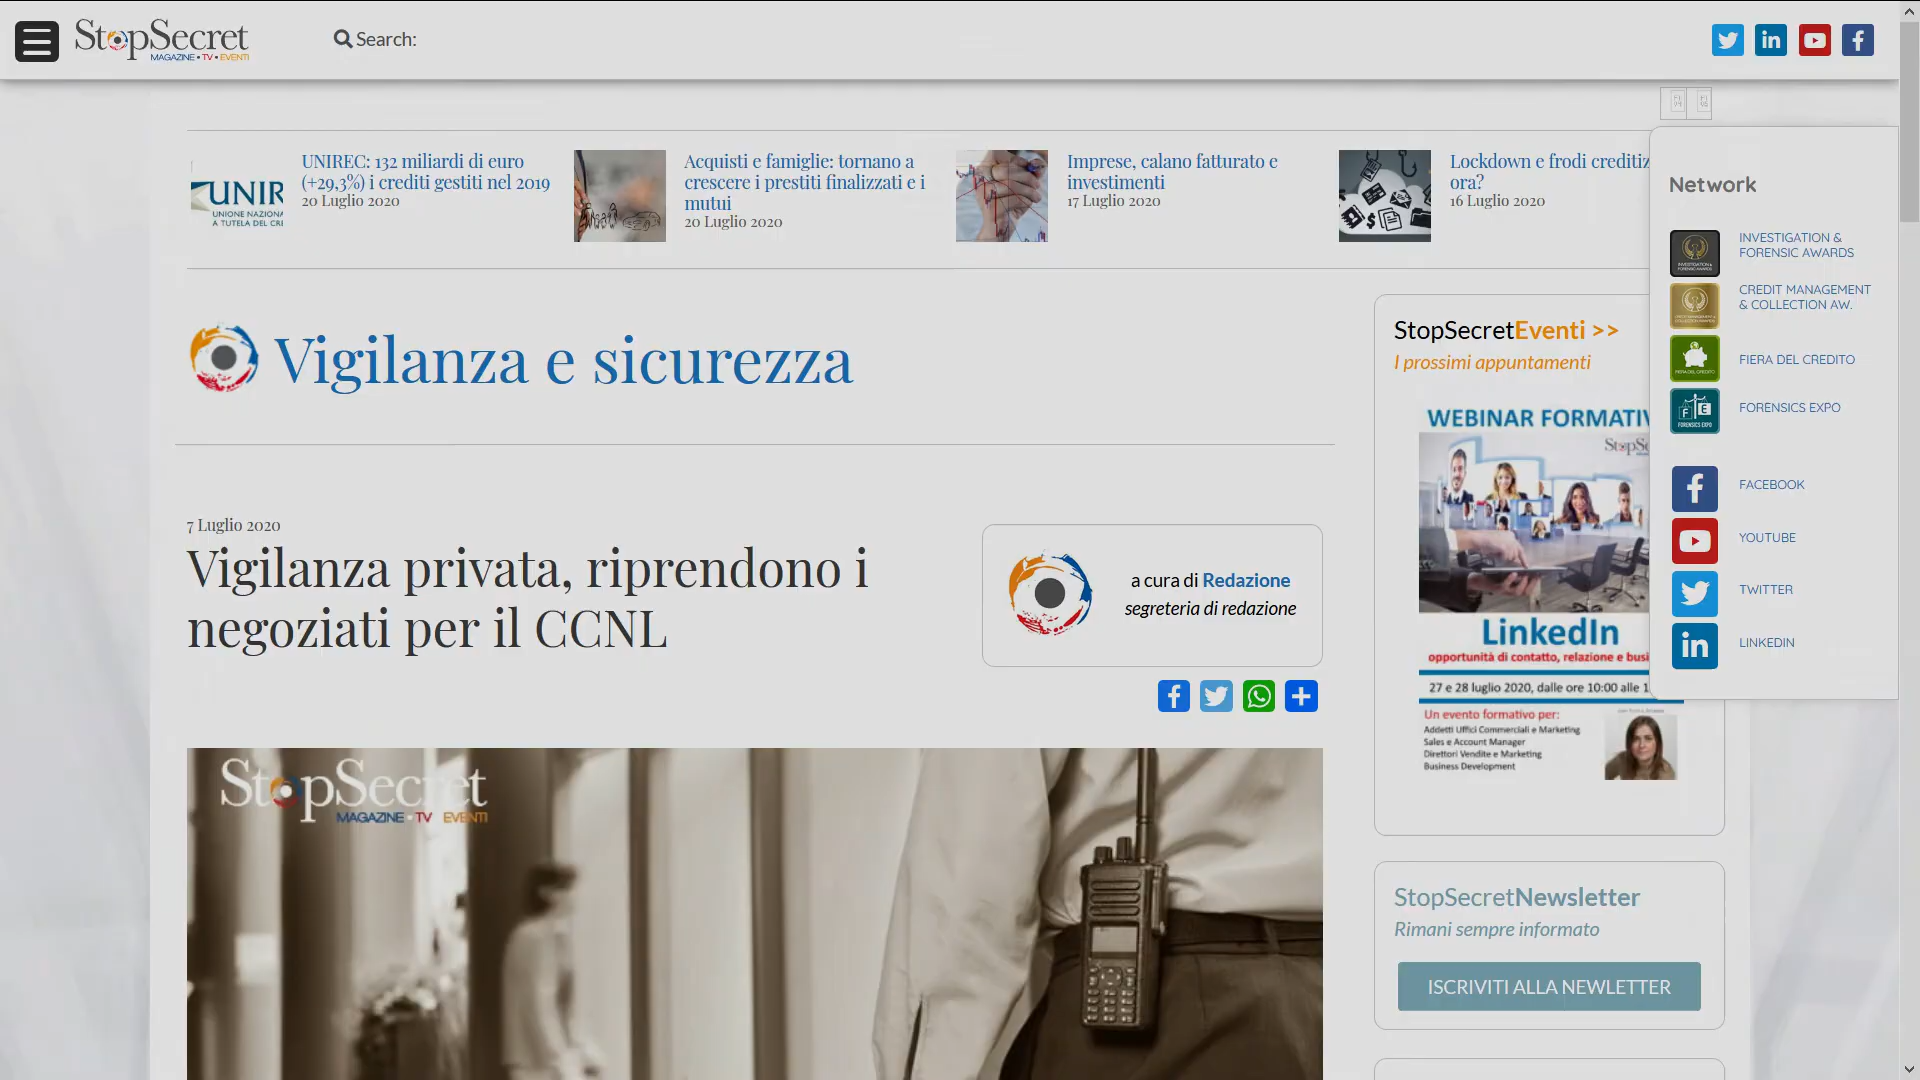 StopSecret
MAGAZINE • TV • EVENTI
Search:
UNIREC: 132 miliardi di euro
(+29,3%) i crediti gestiti nel 2019
20 Luglio 2020
UNIR
UNIONE NAZIONA
A TUTELA DEL CRE
Acquisti e famiglie: tornano a
crescere i prestiti finalizzati e i
mutui
20 Luglio 2020
Imprese, calano fatturato e
investimenti
17 Luglio 2020
Lockdown e frodi creditiz
ora?
16 Luglio 2020
Network
INVESTIGATION &
FORENSIC AWARDS
CREDIT MANAGEMENT
& COLLECTION AW.
FIERA DEL CREDITO
FORENSICS EXPO
FACEBOOK
YOUTUBE
TWITTER
LINKEDIN
Vigilanza e sicurezza
7 Luglio 2020
Vigilanza privata, riprendono i
negoziati per il CCNL
a cura di Redazione
segreteria di redazione
StopSecret
MAGAZINE • TV EVENTI
StopSecretEventi >>
I prossimi appuntamenti
WEBINAR FORMATIV
StopSe
LinkedIn
opportunità di contatto, relazione e busi
27 e 28 luglio 2020, dalle ore 10:00 alle 1
Un evento formativo per:
Addetti Uffici Commerciali e Marketing
Sales e Account Manager
Direttori Vendite e Marketing
Business Development
StopSecretNewsletter
Rimani sempre informato
ISCRIVITI ALLA NEWLETTER